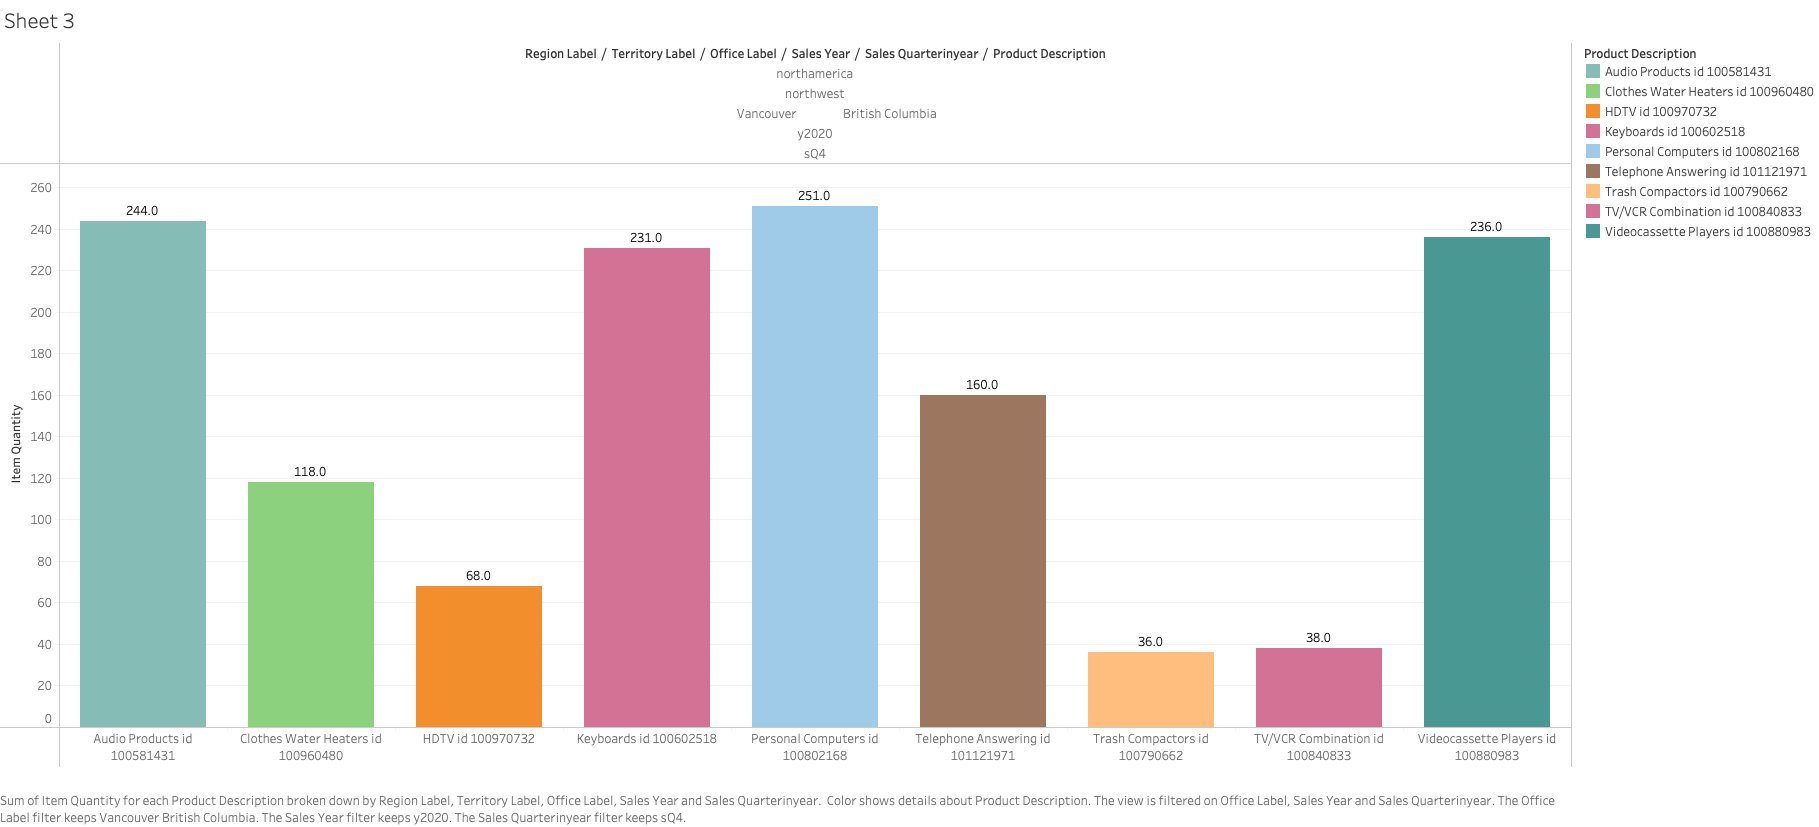 Sheet 3
Region Label / Territory Label / Office Label / Sales Year / Sales Quarterinyear / Product Description
northamerica
northwest
Vancouver British Columbia
y2020
sQ4
Product Description
Audio Products id 100581431
Clothes Water Heaters id 100960480
HDTV id 100970732
Keyboards id 100602518
Personal Computers id 100802168
Telephone Answering id 101121971
Trash Compactors id 100790662
TV/VCR Combination id 100840833
Videocassette Players id 100880983
Item Quantity
260
240
220
200
180
160
140
120
100
80
60
40
20
0
244.0
118.0
68.0
231.0
251.0
160.0
36.0
38.0
236.0
Audio Products id
100581431
Clothes Water Heaters id
100960480
HDTV id 100970732
Keyboards id 100602518
Personal Computers id
100802168
Telephone Answering id
101121971
Trash Compactors id
100790662
TV/VCR Combination id
100840833
Videocassette Players id
100880983
Sum of Item Quantity for each Product Description broken down by Region Label, Territory Label, Office Label, Sales Year and Sales Quarterinyear.  Color shows details about Product Description. The view is filtered on Office Label, Sales Year and Sales Quarterinyear. The Office
Label filter keeps Vancouver British Columbia. The Sales Year filter keeps y2020. The Sales Quarterinyear filter keeps sQ4.